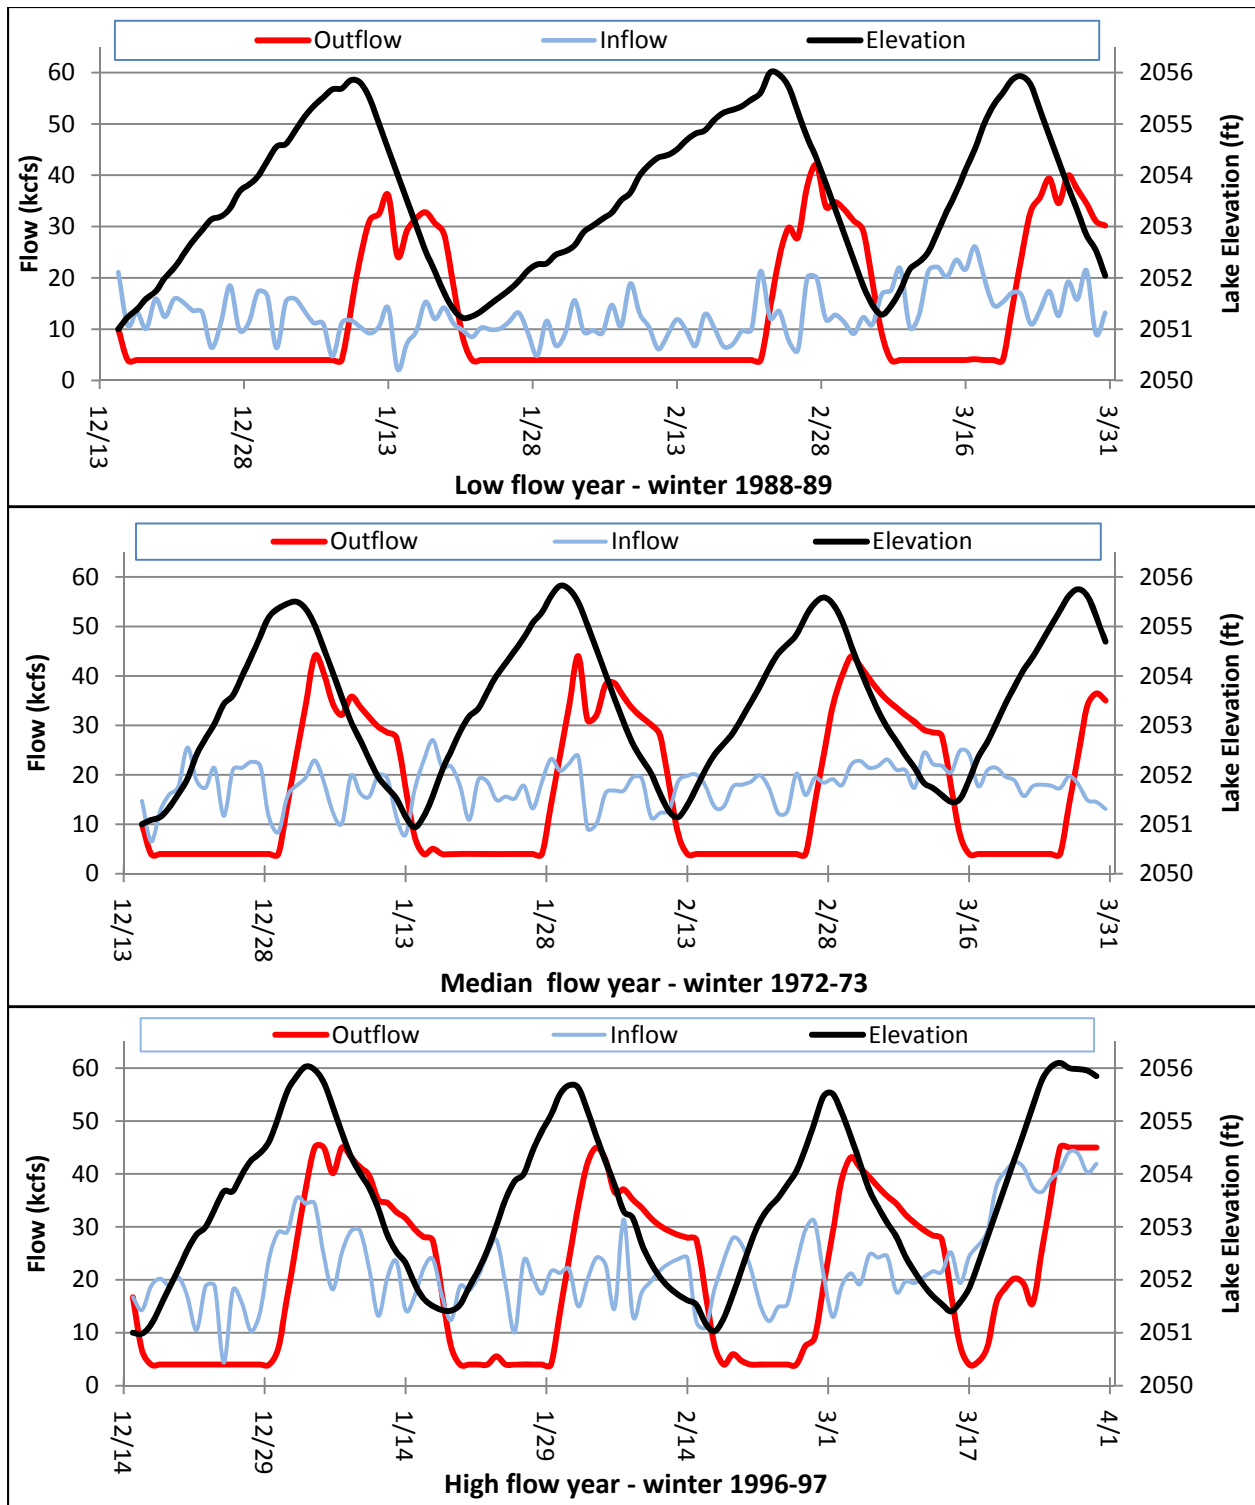 Outflow Inflow Elevation
60 2056
50 2055
40 2054
30 2053
20 2052
10 2051
0 2050
Flow (kcfs)
Lake Elevation (ft)
12/13 12/28 1/13 1/28 2/13 2/28 3/16 3/31
Low flow year - winter 1988-89
Outflow Inflow Elevation
60 2056
50 2055
40 2054
30 2053
20 2052
10 2051
0 2050
Flow (kcfs)
Lake Elevation (ft)
12/13 12/28 1/13 1/28 2/13 2/28 3/16 3/31
Median flow year - winter 1972-73
Outflow Inflow Elevation
60 2056
50 2055
40 2054
30 2053
20 2052
10 2051
0 2050
Flow (kcfs)
Lake Elevation (ft)
12/14 12/29 1/14 1/29 2/14 3/1 3/17 4/1
High flow year - winter 1996-97